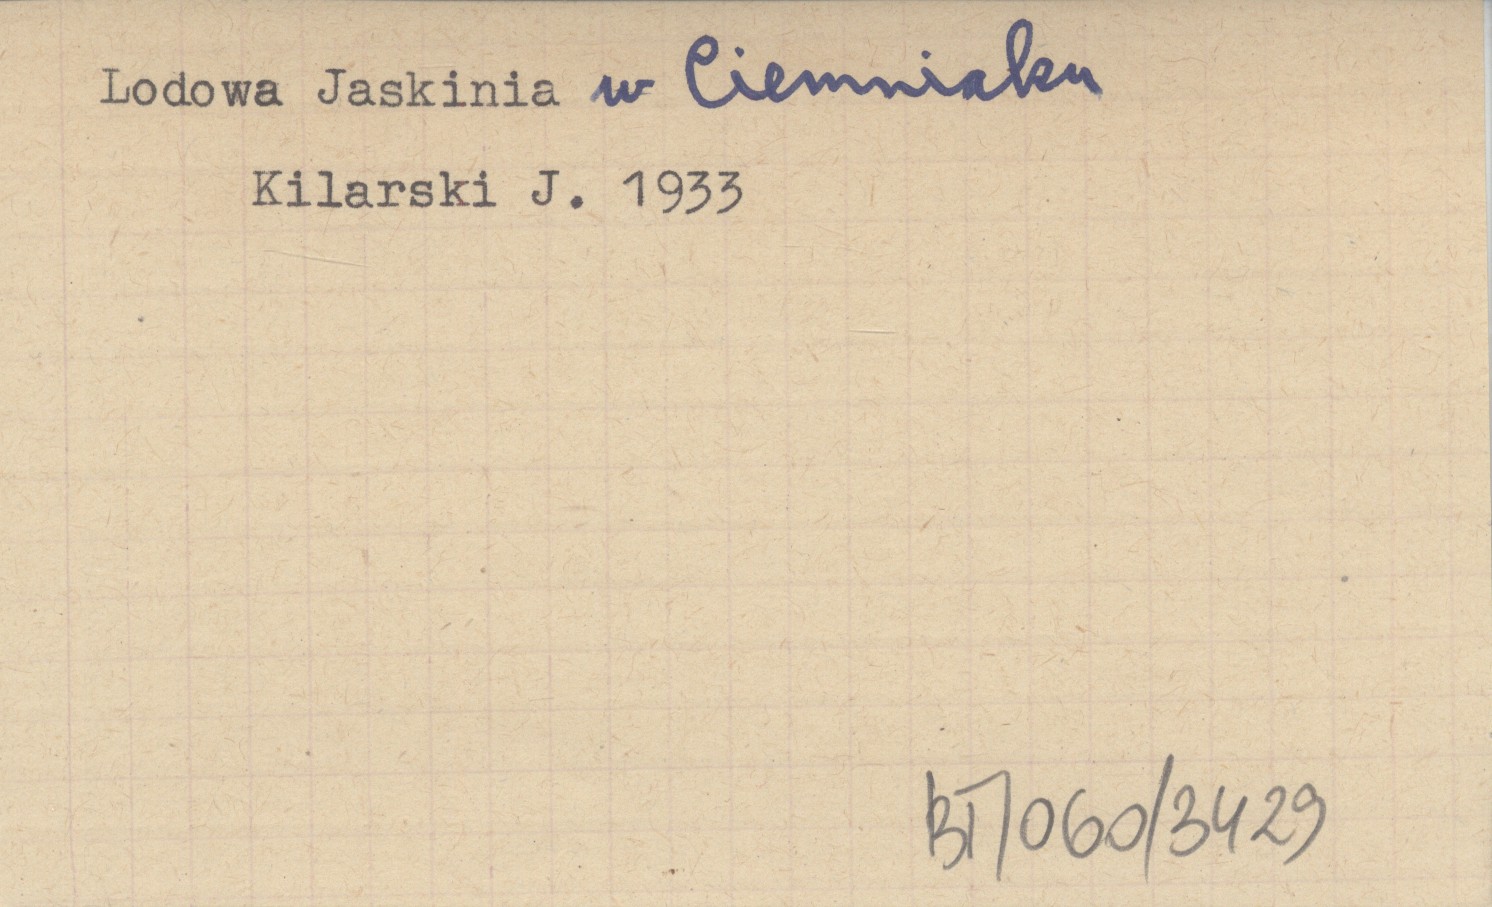 Lodowa Jaskinia w Ciemniaku
Kilarski J. 1933
BT/060/3429